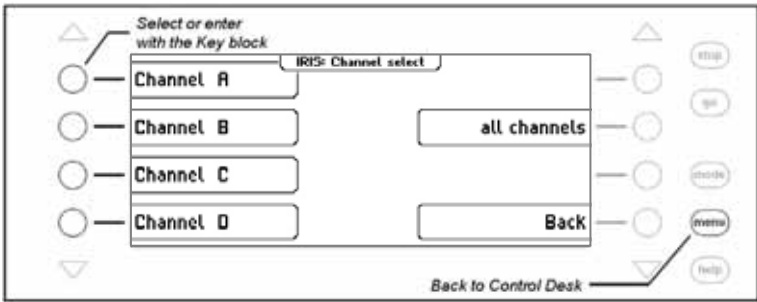 Select or enter
with the Key block
IRIS: Channel select
stop
Channel A
go
Channel B
all channels
Channel C
mode
Channel D
Back
menu
Back to Control Desk
help